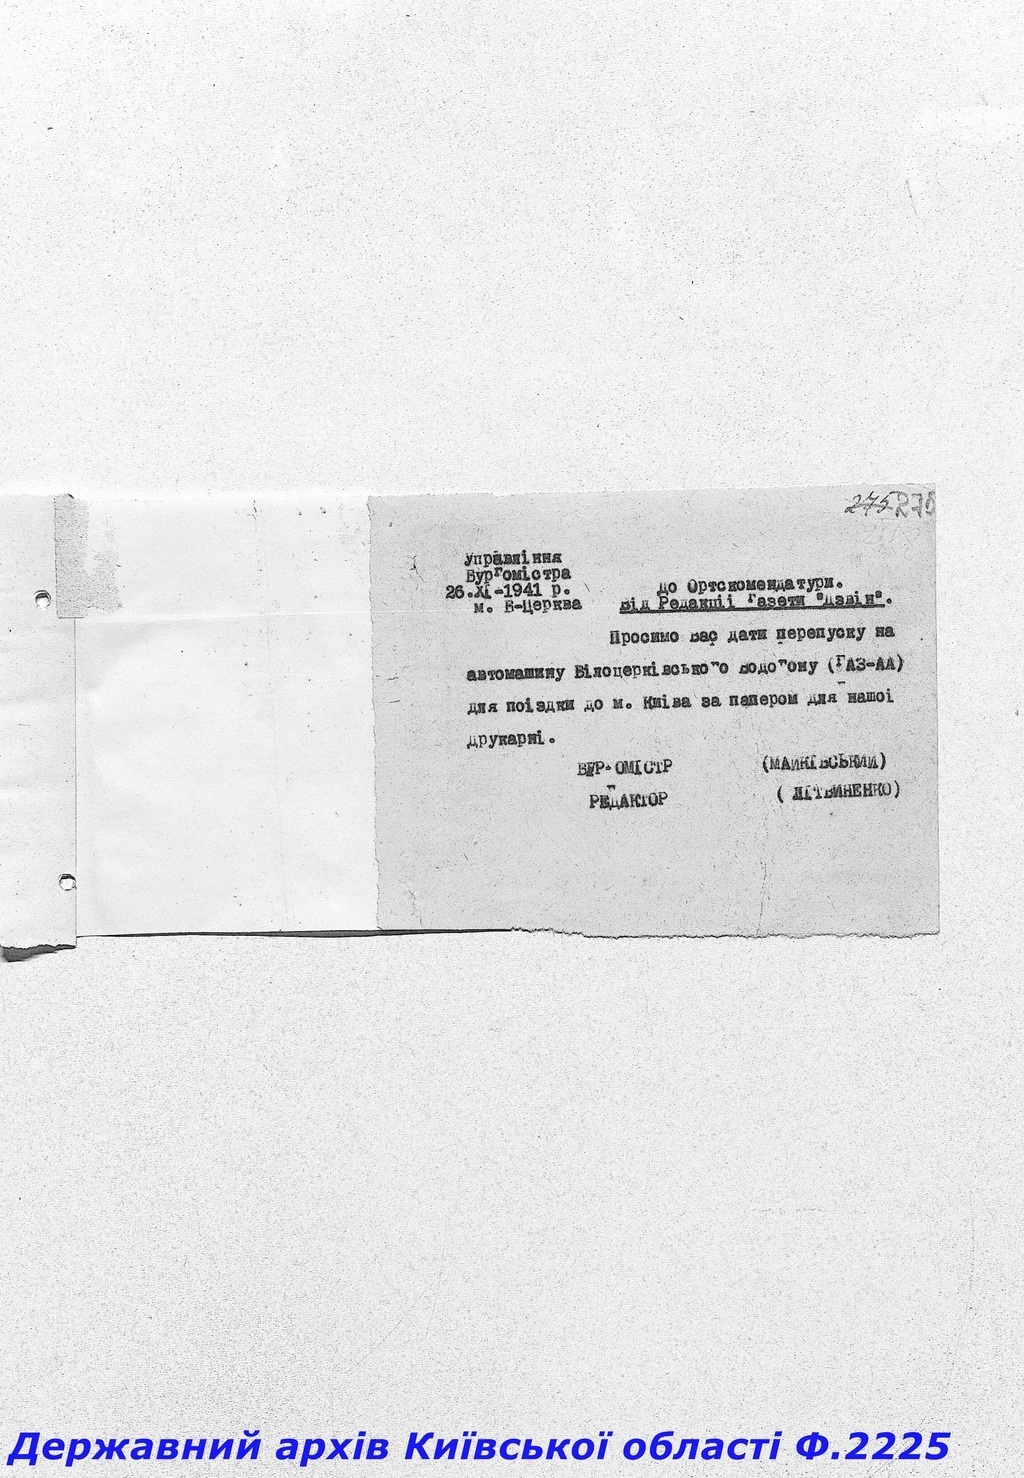 275 270
Управління
Бургомістра
26.XI-1941 р.
м. Б-Церква
До Ортскомендатури.
Від Редакції Газети "Дзвін".
Просимо Вас дати перепуску на
автомашину Білоцерківського водогону (ГАЗ-АА)
для поїздки до м. Київа за папером для нашої
друкарні.
БУРГОМІСТР (МАЙКІВСЬКИЙ)
РЕДАКТОР ( ЛІТВИНЕНКО)
Державний архів Київської області Ф.2225